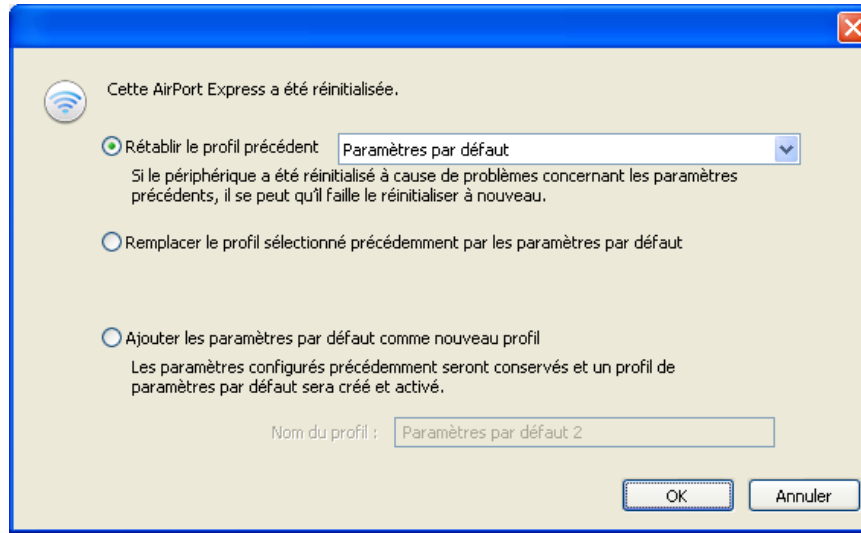 Cette AirPort Express a été réinitialisée.
Rétablir le profil précédent Paramètres par défaut
Si le périphérique a été réinitialisé à cause de problèmes concernant les paramètres
précédents, il se peut qu'il faille le réinitialiser à nouveau.
Remplacer le profil sélectionné précédemment par les paramètres par défaut
Ajouter les paramètres par défaut comme nouveau profil
Les paramètres configurés précédemment seront conservés et un profil de
paramètres par défaut sera créé et activé.
Nom du profil : Paramètres par défaut 2
OK Annuler